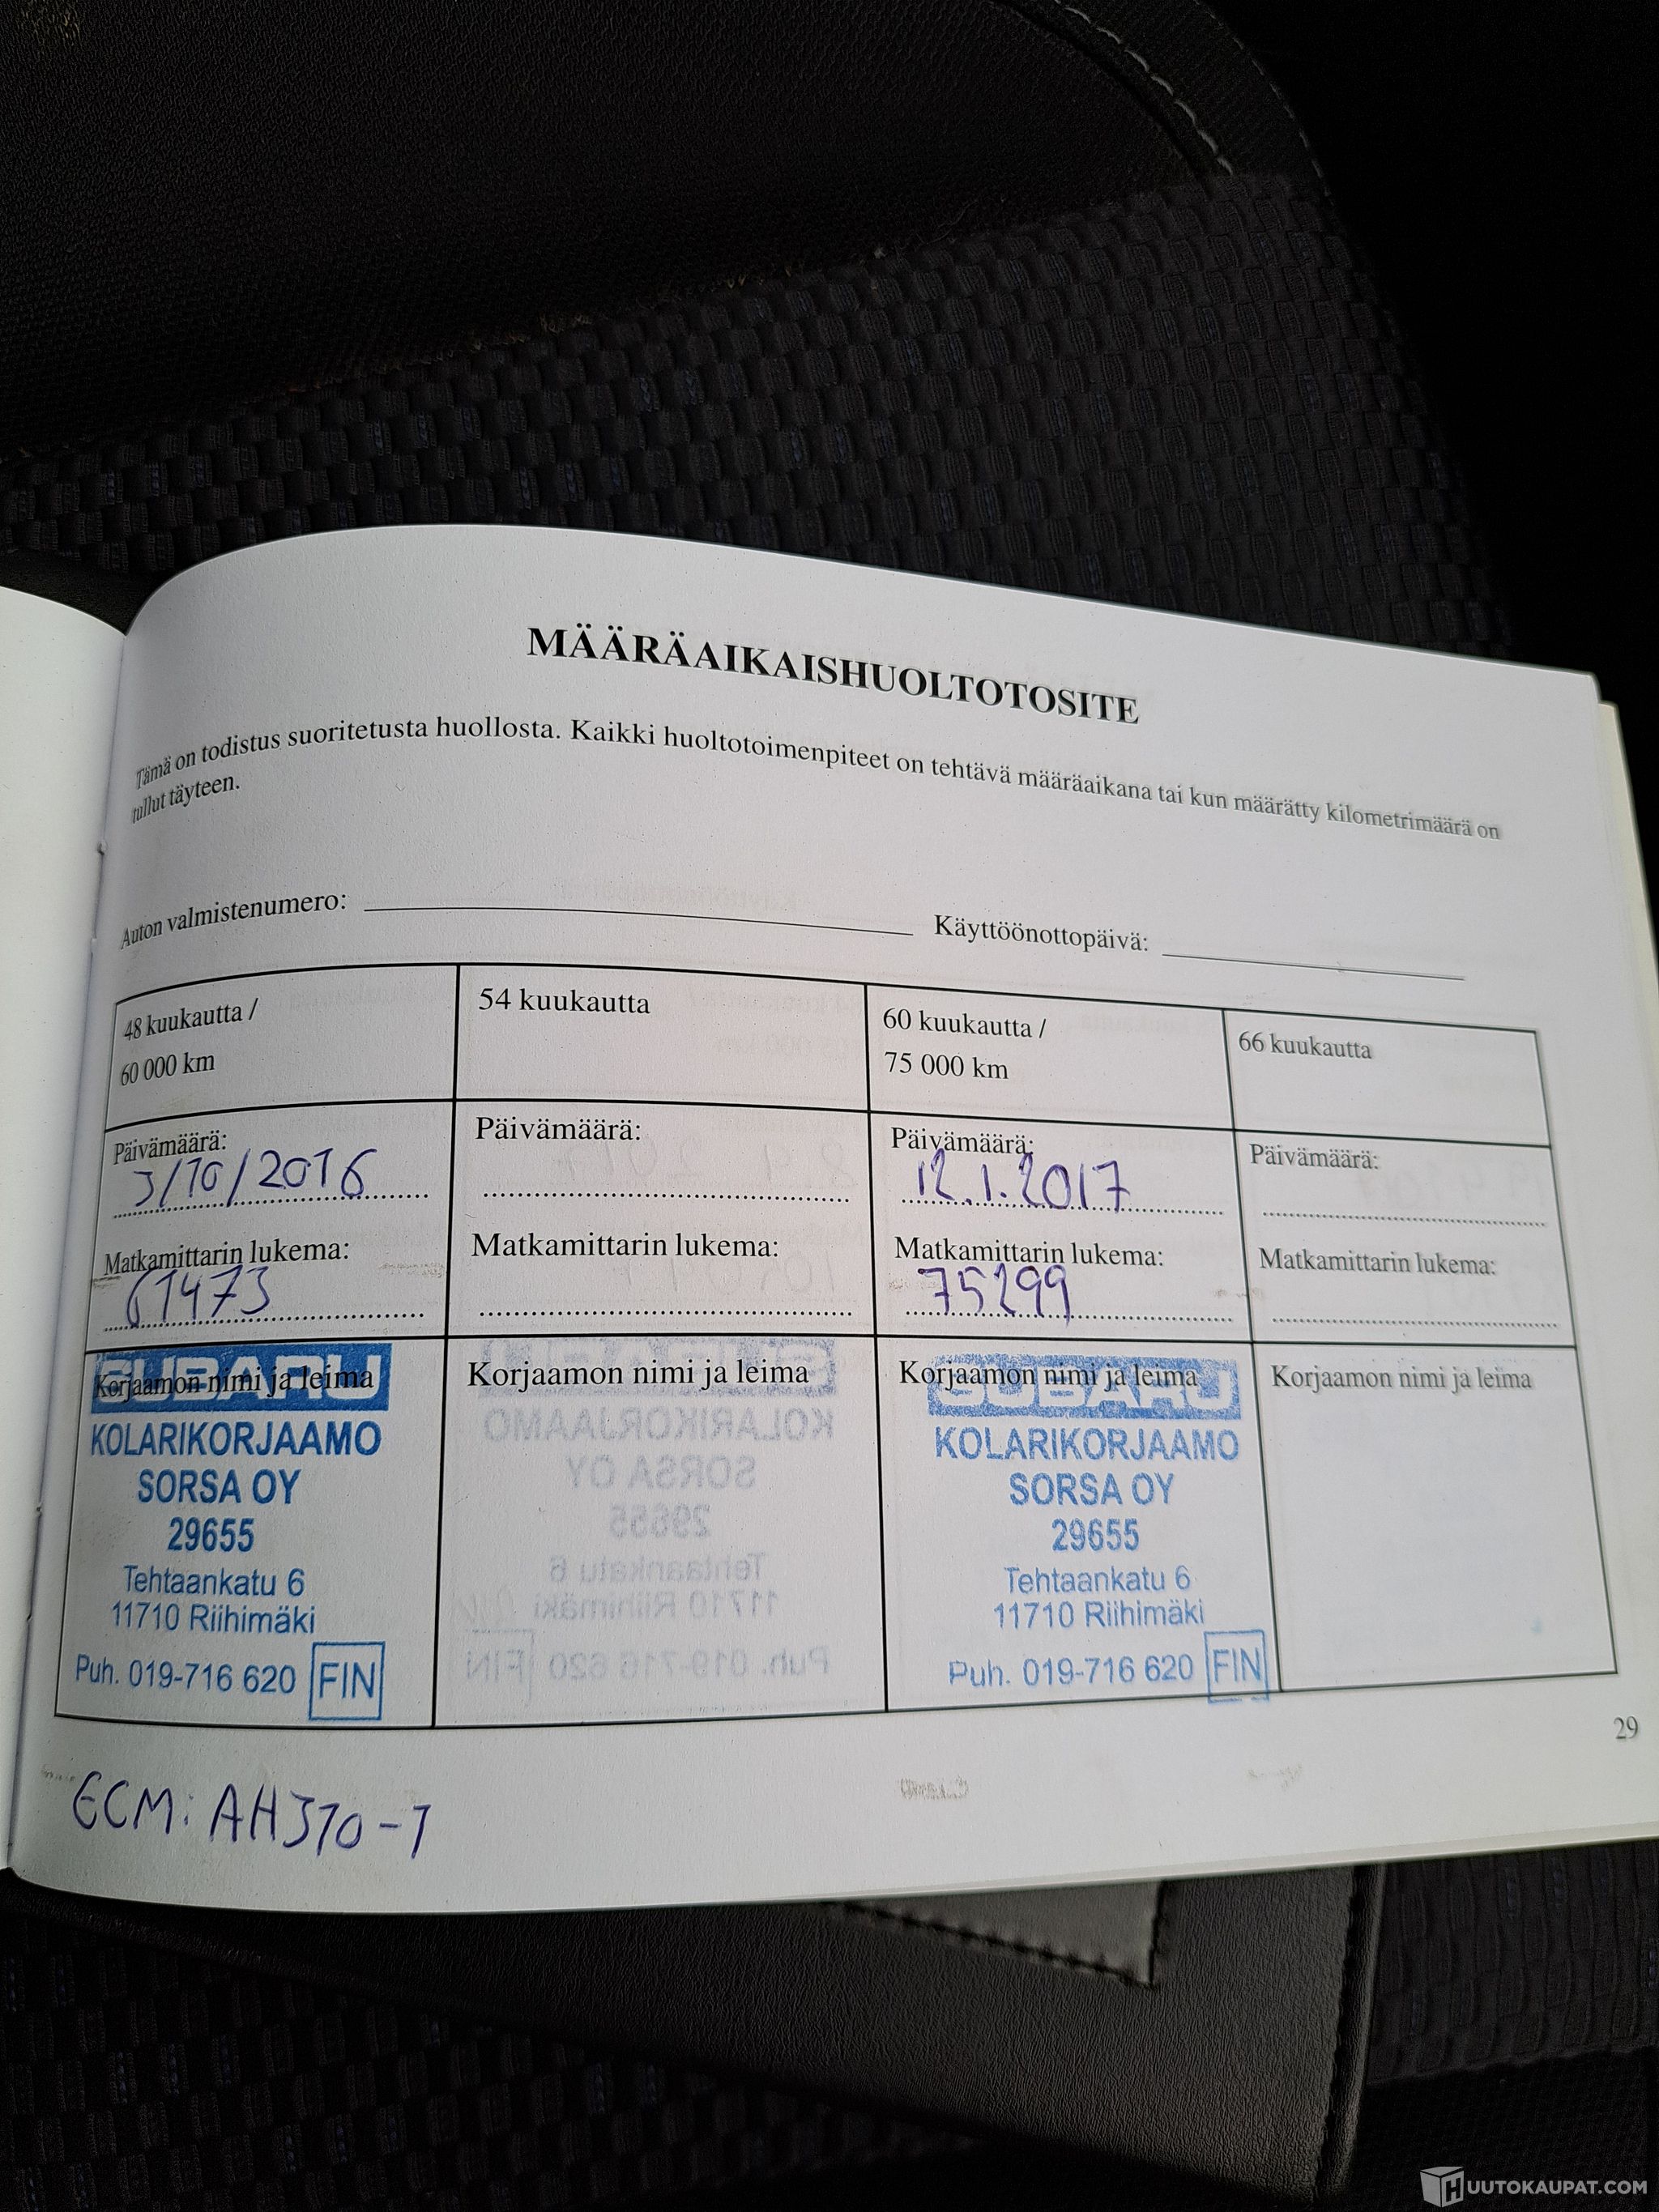 MÄÄRÄAIKAISHUOLTOTOSITE
Tämä on todistus suoritetusta huollosta. Kaikki huoltotoimenpiteet on tehtävä määräaikana tai kun määrätty kilometrimäärä on
tullut täyteen.
Auton valmistenumero: Käyttöönottopäivä:
48 kuukautta /
60 000 km
Päivämäärä:
3/10/2016
Matkamittarin lukema:
61473
Korjaamon nimi ja leima
SUBARU
KOLARIKORJAAMO
SORSA OY
29655
Tehtaankatu 6
11710 Riihimäki
Puh. 019-716 620 FIN
54 kuukautta
Päivämäärä:
Matkamittarin lukema:
Korjaamon nimi ja leima
60 kuukautta /
75 000 km
Päivämäärä:
12.1.2017
Matkamittarin lukema:
75299
Korjaamon nimi ja leima
SUBARU
KOLARIKORJAAMO
SORSA OY
29655
Tehtaankatu 6
11710 Riihimäki
Puh. 019-716 620 FIN
66 kuukautta
Päivämäärä:
Matkamittarin lukema:
Korjaamon nimi ja leima
29
ECM: AH370-7
HUUTOKAUPAT.COM